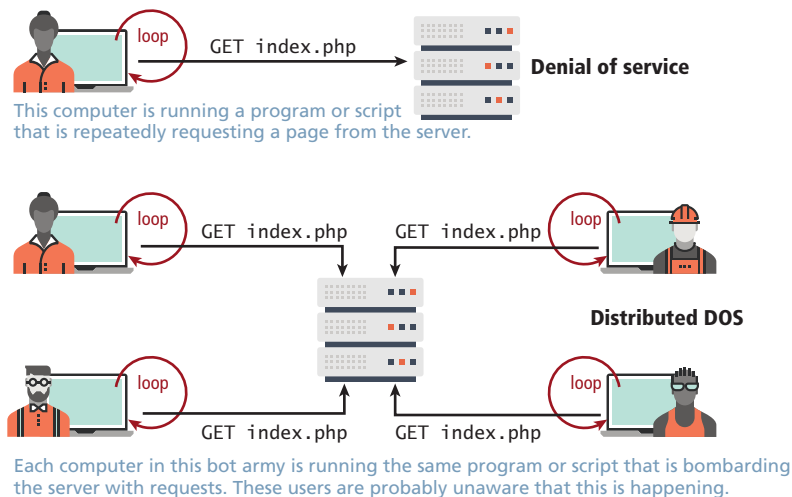 loop
GET index.php
Denial of service
This computer is running a program or script
that is repeatedly requesting a page from the server.
loop
GET index.php
GET index.php
loop
Distributed DOS
loop
GET index.php
GET index.php
loop
Each computer in this bot army is running the same program or script that is bombarding
the server with requests. These users are probably unaware that this is happening.